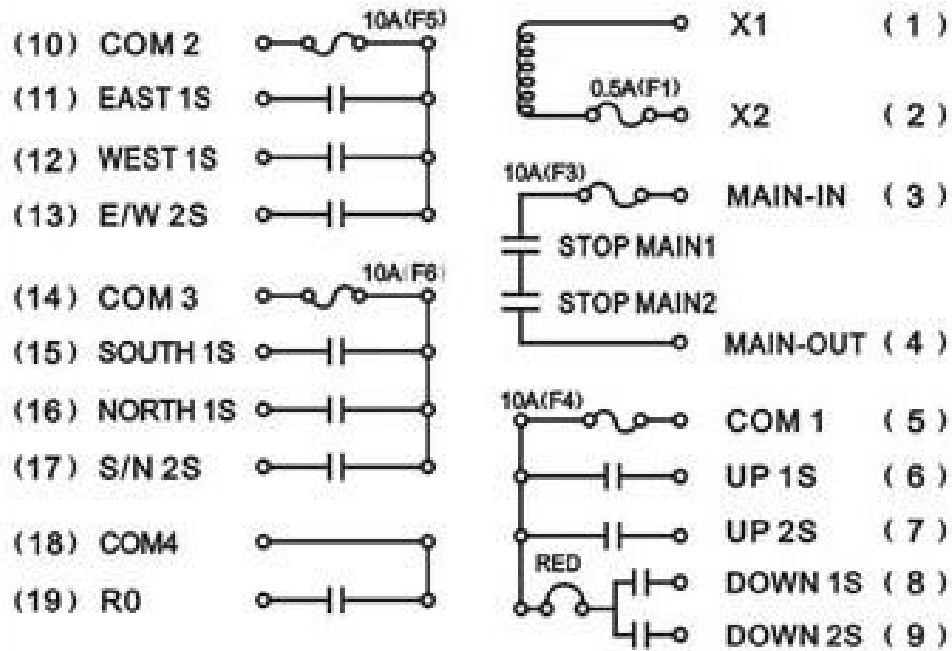 10A(F5)
(10) COM 2
(11) EAST 1S
(12) WEST 1S
(13) E/W 2S
10A(F6)
(14) COM 3
(15) SOUTH 1S
(16) NORTH 1S
(17) S/N 2S
(18) COM4
(19) R0
X1 (1)
0.5A(F1)
X2 (2)
10A(F3)
MAIN-IN (3)
STOP MAIN1
STOP MAIN2
MAIN-OUT (4)
10A(F4)
COM 1 (5)
UP 1S (6)
UP 2S (7)
RED
DOWN 1S (8)
DOWN 2S (9)